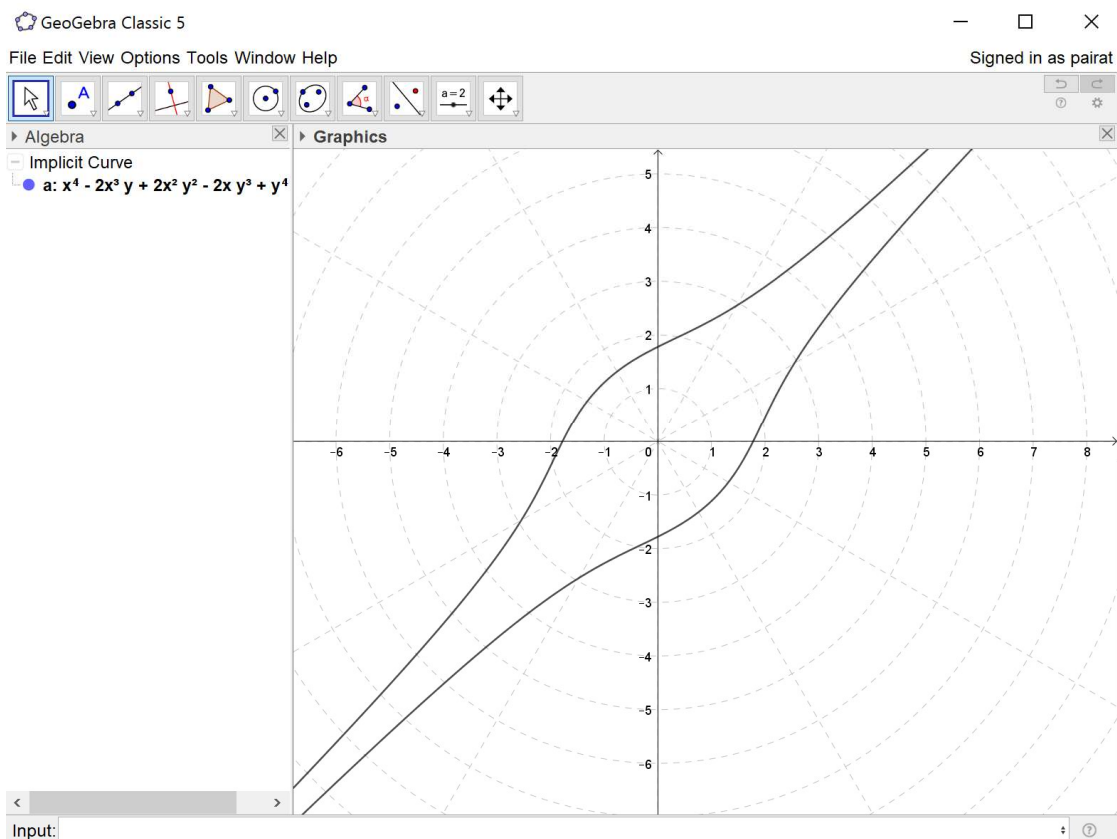 GeoGebra Classic 5
File Edit View Options Tools Window Help
Signed in as pairat
A
α
a=2
Algebra
Graphics
Implicit Curve
a: x⁴ - 2x³ y + 2x² y² - 2x y³ + y⁴
5
4
3
2
1
-6 -5 -4 -3 -2 -1 0 1 2 3 4 5 6 7 8
-1
-2
-3
-4
-5
-6
Input: